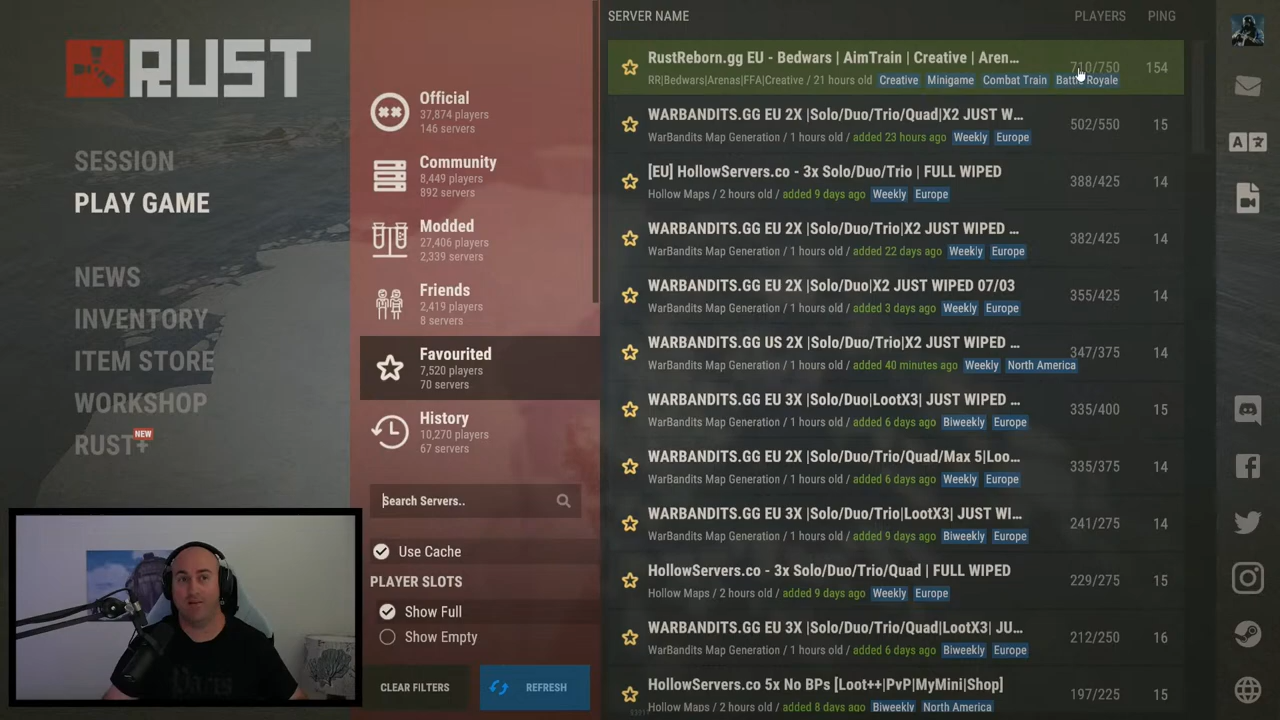 RUST
SESSION
PLAY GAME
NEWS
INVENTORY
ITEM STORE
WORKSHOP
RUST+
NEW
Official
37,874 players
146 servers
Community
8,449 players
892 servers
Modded
27,406 players
2,339 servers
Friends
2,419 players
8 servers
Favourited
7,520 players
70 servers
History
10,270 players
67 servers
Search Servers..
Use Cache
PLAYER SLOTS
Show Full
Show Empty
CLEAR FILTERS
REFRESH
SERVER NAME PLAYERS PING
RustReborn.gg EU - Bedwars | AimTrain | Creative | Aren... 710/750 154
RR|Bedwars|Arenas|FFA|Creative / 21 hours old Creative Minigame Combat Train Battle Royale
WARBANDITS.GG EU 2X |Solo/Duo/Trio/Quad|X2 JUST W... 502/550 15
WarBandits Map Generation / 1 hours old / added 23 hours ago Weekly Europe
[EU] HollowServers.co - 3x Solo/Duo/Trio | FULL WIPED 388/425 14
Hollow Maps / 2 hours old / added 9 days ago Weekly Europe
WARBANDITS.GG EU 2X |Solo/Duo/Trio|X2 JUST WIPED ... 382/425 14
WarBandits Map Generation / 1 hours old / added 22 days ago Weekly Europe
WARBANDITS.GG EU 2X |Solo/Duo|X2 JUST WIPED 07/03 355/425 14
WarBandits Map Generation / 1 hours old / added 3 days ago Weekly Europe
WARBANDITS.GG US 2X |Solo/Duo/Trio|X2 JUST WIPED ... 347/375 14
WarBandits Map Generation / 1 hours old / added 40 minutes ago Weekly North America
WARBANDITS.GG EU 3X |Solo/Duo|LootX3| JUST WIPED ... 335/400 15
WarBandits Map Generation / 1 hours old / added 6 days ago Biweekly Europe
WARBANDITS.GG EU 2X |Solo/Duo/Trio/Quad/Max 5|Loo... 335/375 14
WarBandits Map Generation / 1 hours old / added 6 days ago Weekly Europe
WARBANDITS.GG EU 3X |Solo/Duo/Trio|LootX3| JUST WI... 241/275 14
WarBandits Map Generation / 1 hours old / added 9 days ago Biweekly Europe
HollowServers.co - 3x Solo/Duo/Trio/Quad | FULL WIPED 229/275 15
Hollow Maps / 2 hours old / added 9 days ago Weekly Europe
WARBANDITS.GG EU 3X |Solo/Duo/Trio/Quad|LootX3| JU... 212/250 16
WarBandits Map Generation / 1 hours old / added 6 days ago Biweekly Europe
HollowServers.co 5x No BPs [Loot++|PvP|MyMini|Shop] 197/225 15
Hollow Maps / 2 hours old / added 8 days ago Biweekly North America